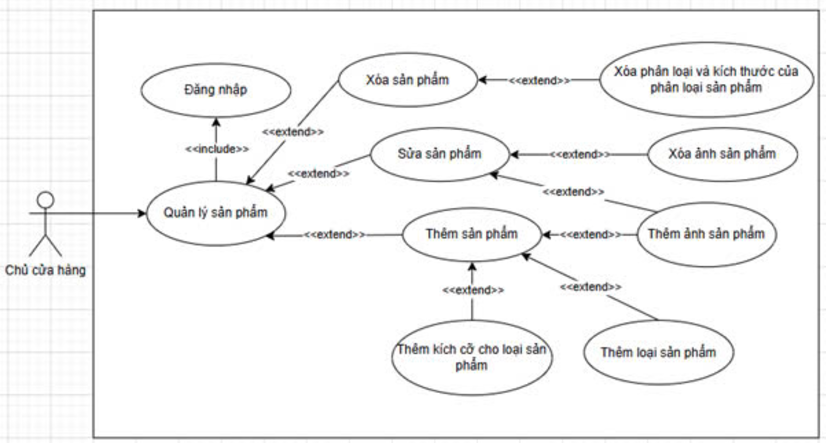 Xóa phân loại và kích thước của
phân loại sản phẩm
Xóa sản phẩm
<<extend>>
Đăng nhập
<<extend>>
<<include>>
Sửa sản phẩm
<<extend>>
Xóa ảnh sản phẩm
<<extend>>
<<extend>>
Quản lý sản phẩm
<<extend>>
Thêm sản phẩm
<<extend>>
Thêm ảnh sản phẩm
Chủ cửa hàng
<<extend>>
<<extend>>
Thêm kích cỡ cho loại sản
phẩm
Thêm loại sản phẩm